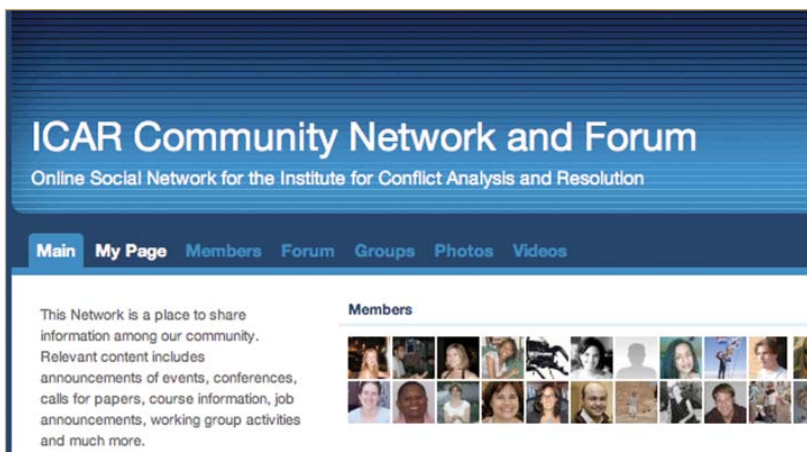 ICAR Community Network and Forum
Online Social Network for the Institute for Conflict Analysis and Resolution
Main My Page Members Forum Groups Photos Videos
This Network is a place to share
information among our community.
Relevant content includes
announcements of events, conferences,
calls for papers, course information, job
announcements, working group activities
and much more.
Members